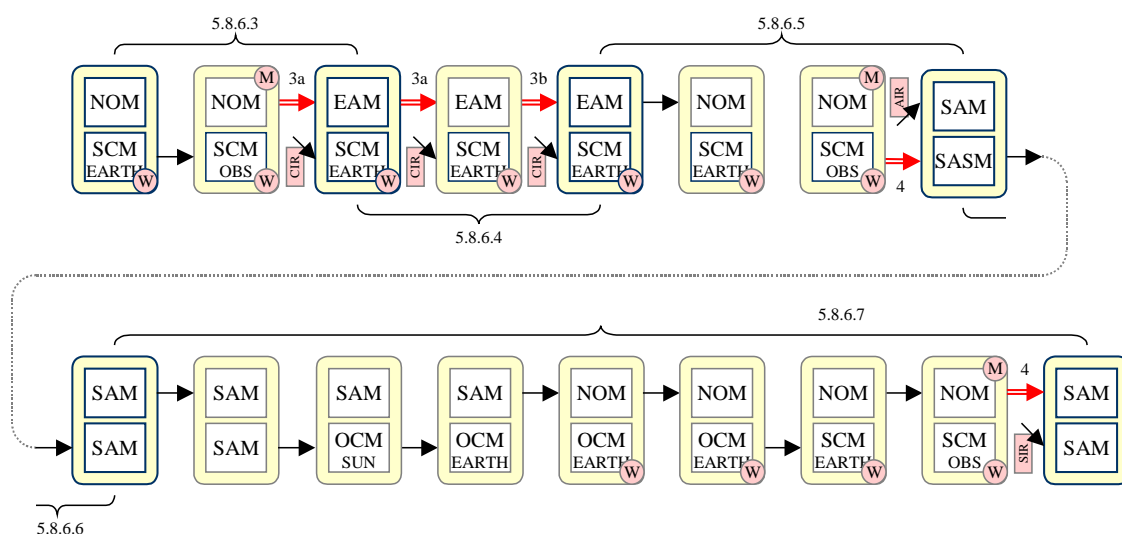 5.8.6.3
5.8.6.5
M
3a
3a
3b
M
NOM
NOM
EAM
EAM
EAM
NOM
NOM
AIR
SAM
SCM
EARTH
W
SCM
OBS
W
CIR
SCM
EARTH
W
CIR
SCM
EARTH
W
CIR
SCM
EARTH
W
SCM
EARTH
W
SCM
OBS
W
4
SASM
5.8.6.4
5.8.6.7
M
4
SAM
SAM
SAM
SAM
NOM
NOM
NOM
NOM
SAM
SAM
SAM
OCM
SUN
OCM
EARTH
OCM
EARTH
W
OCM
EARTH
W
SCM
EARTH
W
SCM
OBS
W
SIR
SAM
5.8.6.6